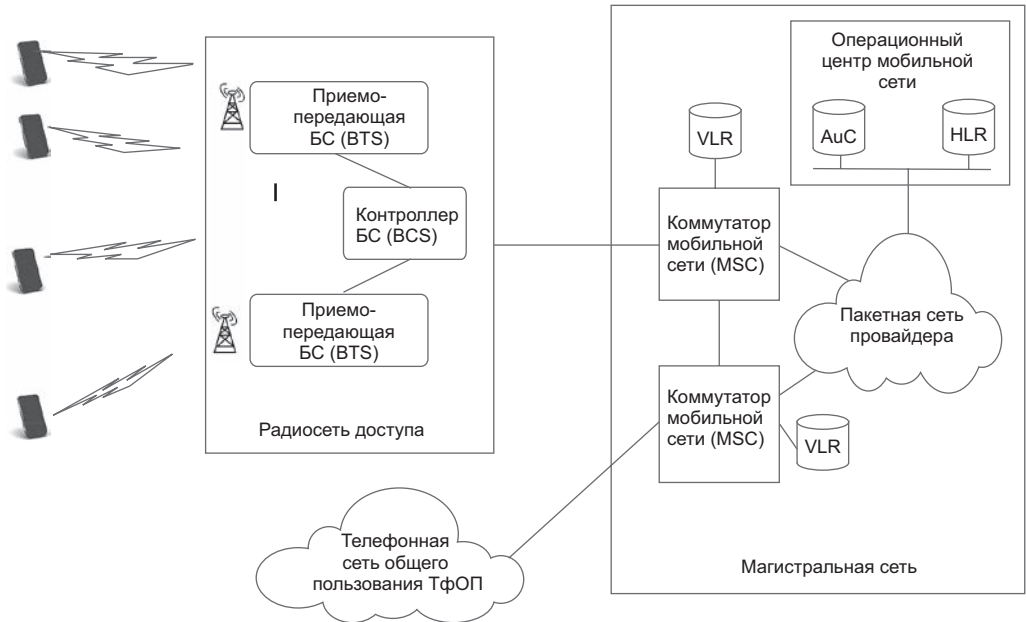 Приемо-
передающая
БС (BTS)
Контроллер
БС (BCS)
Приемо-
передающая
БС (BTS)
Радиосеть доступа
Операционный
центр мобильной
сети
AuC
HLR
VLR
Коммутатор
мобильной
сети (MSC)
Пакетная сеть
провайдера
Коммутатор
мобильной
сети (MSC)
VLR
Магистральная сеть
Телефонная
сеть общего
пользования ТфОП